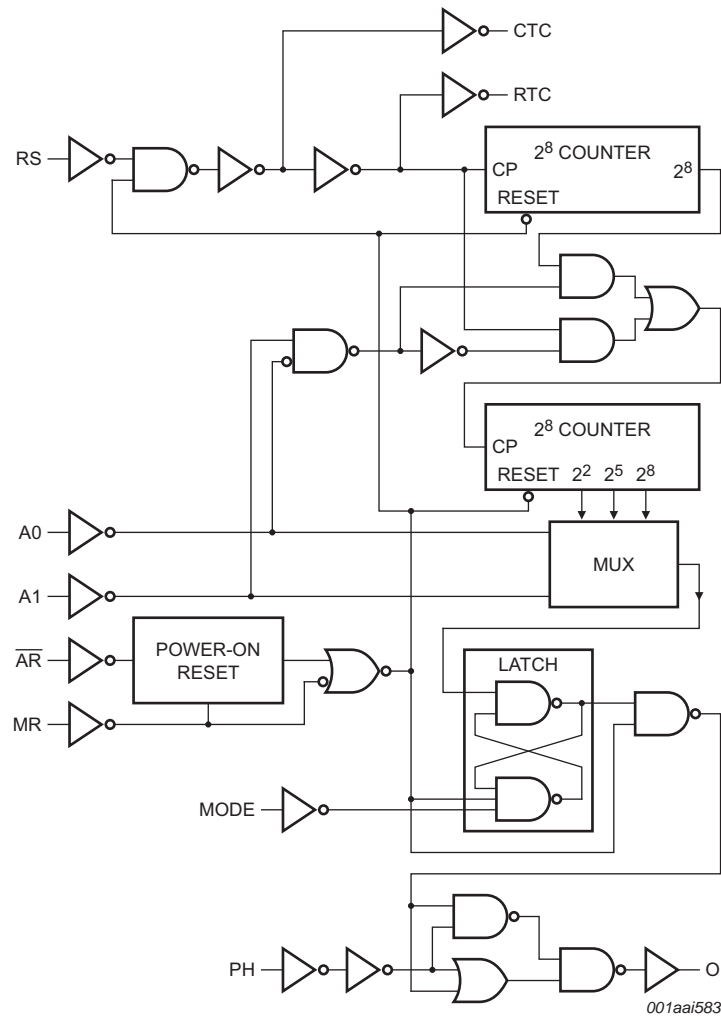 CTC
RTC
RS
2⁸ COUNTER
CP
2⁸
RESET
2⁸ COUNTER
CP
RESET 2² 2⁵ 2⁸
A0
MUX
A1
A̅R̅
POWER-ON
RESET
LATCH
MR
MODE
PH
O
001aai583